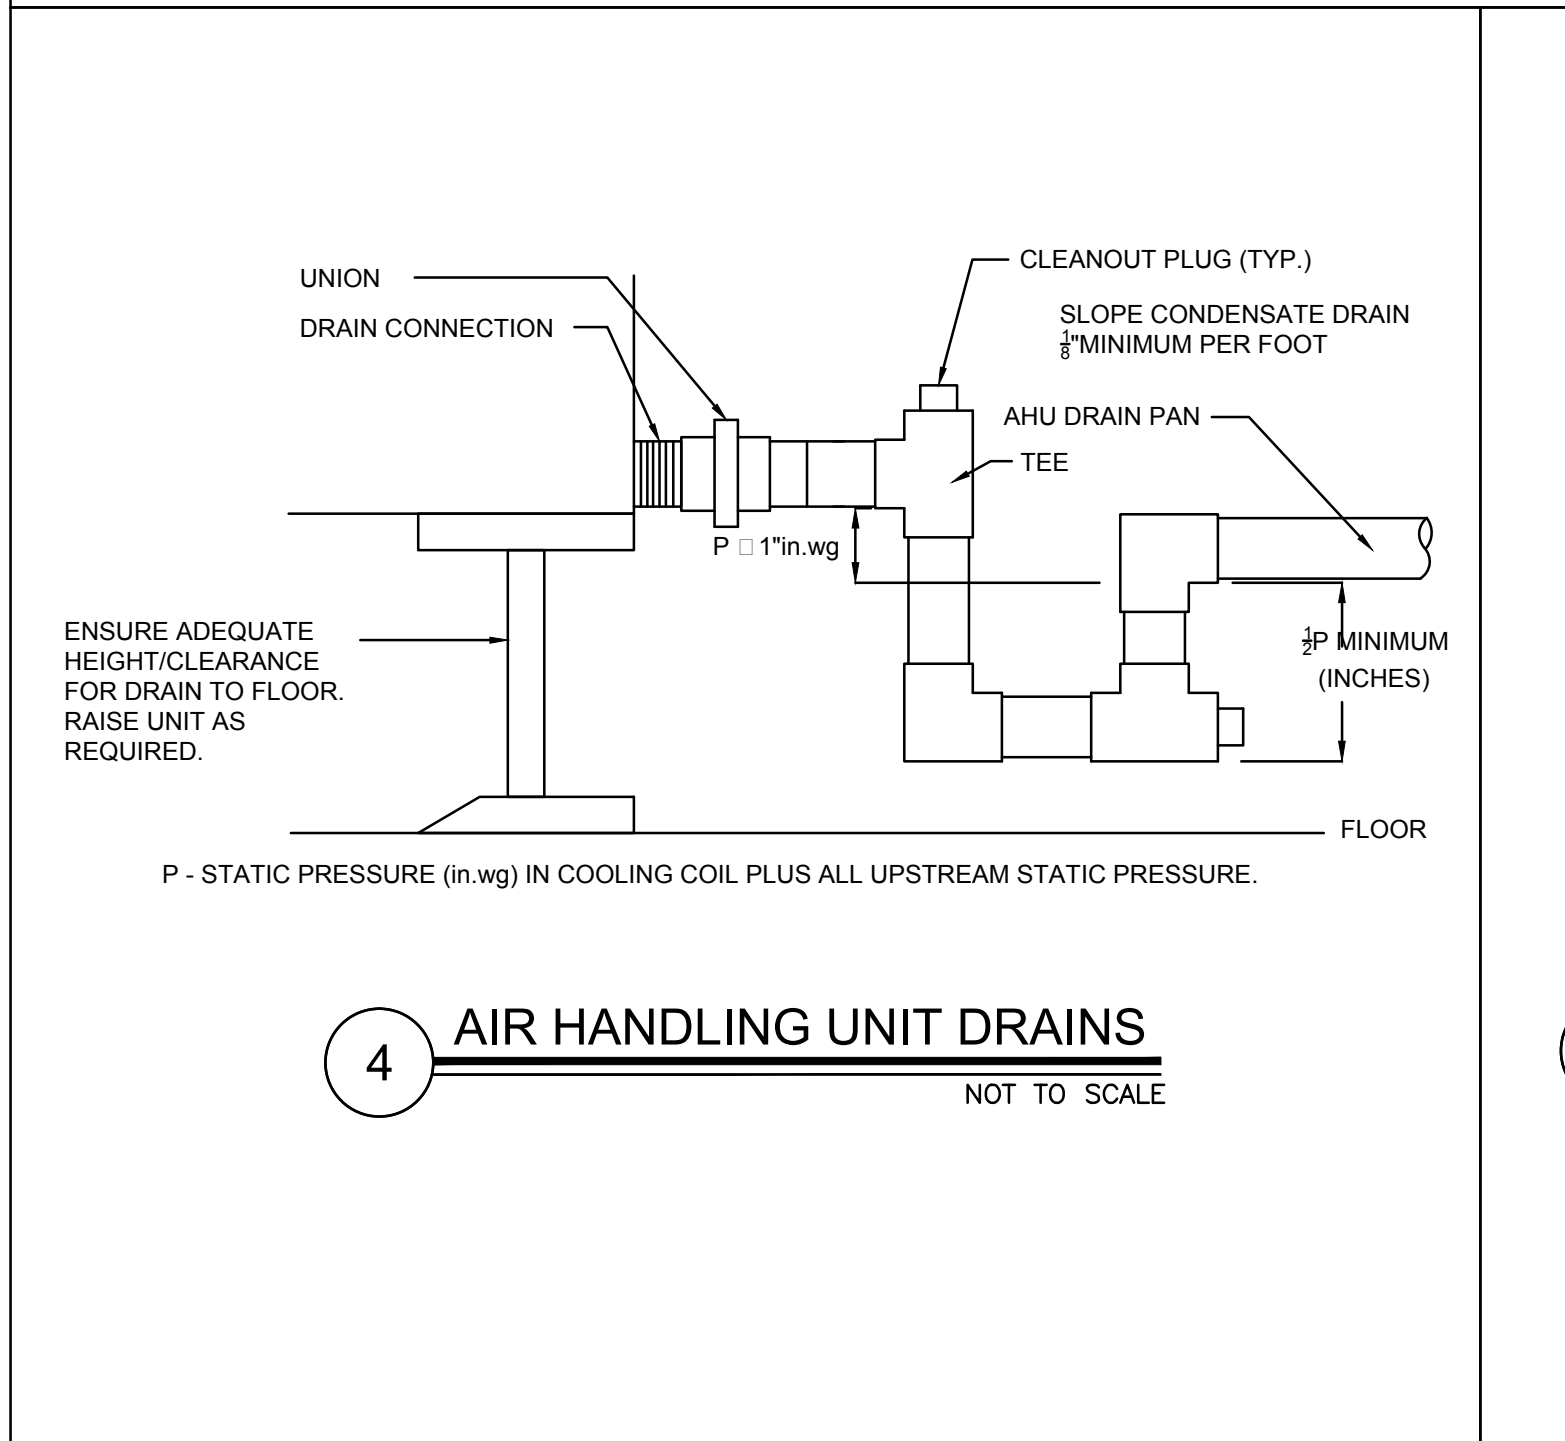 UNION
DRAIN CONNECTION
CLEANOUT PLUG (TYP.)
SLOPE CONDENSATE DRAIN
1/8"MINIMUM PER FOOT
AHU DRAIN PAN
TEE
P □ 1"in.wg
ENSURE ADEQUATE
HEIGHT/CLEARANCE
FOR DRAIN TO FLOOR.
RAISE UNIT AS
REQUIRED.
1/2P MINIMUM
(INCHES)
FLOOR
P - STATIC PRESSURE (in.wg) IN COOLING COIL PLUS ALL UPSTREAM STATIC PRESSURE.
4
AIR HANDLING UNIT DRAINS
NOT TO SCALE